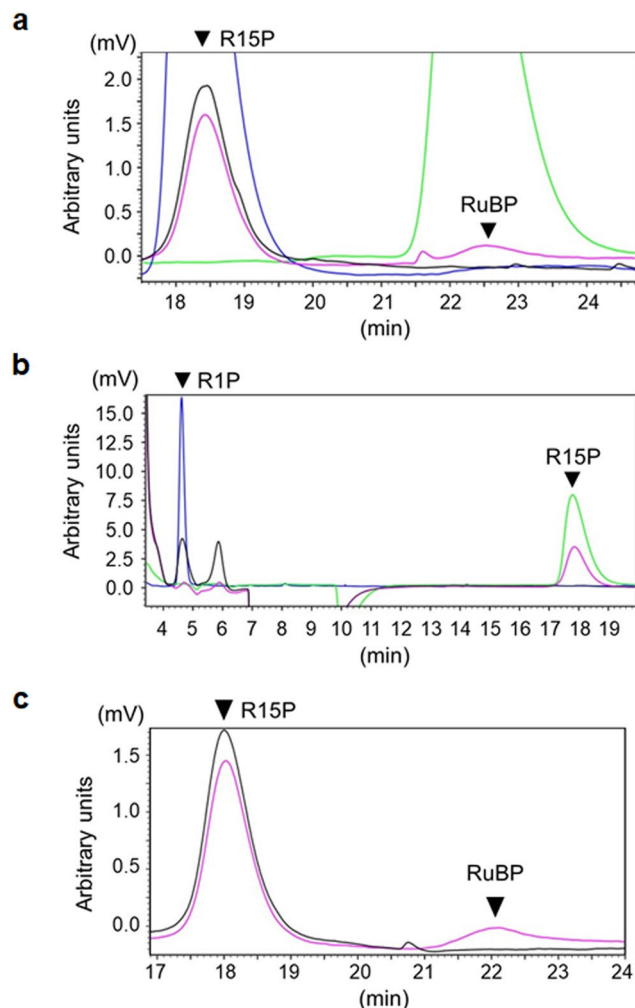 a
(mV)
R15P
2.0
1.5
1.0
0.5
0.0
Arbitrary units
RuBP
18 19 20 21 22 23 24
(min)
b
(mV)
R1P
15.0
12.5
10.0
7.5
5.0
2.5
0.0
Arbitrary units
R15P
4 5 6 7 8 9 10 11 12 13 14 15 16 17 18 19
(min)
c
(mV)
R15P
1.5
1.0
0.5
0.0
Arbitrary units
RuBP
17 18 19 20 21 22 23 24
(min)